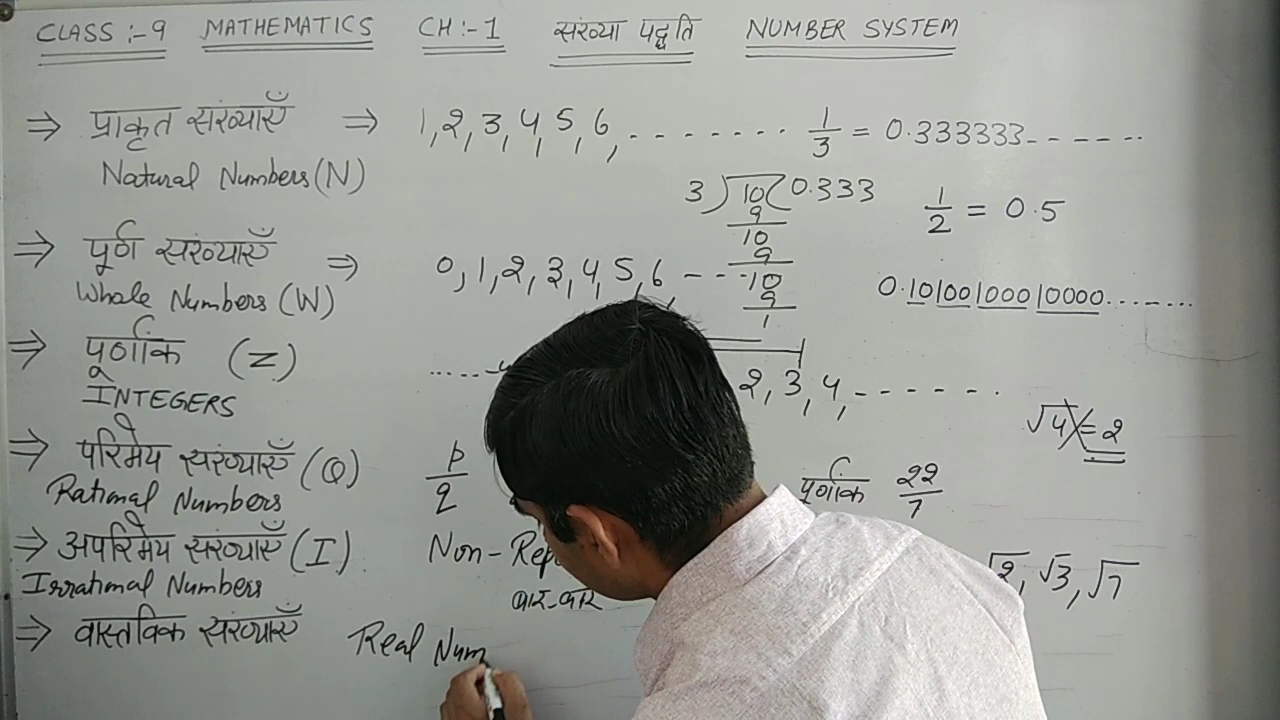 CLASS :- 9 MATHEMATICS CH :- 1 संख्या पद्धति NUMBER SYSTEM
⇒ प्राकृत संख्याएँ ⇒ 1, 2, 3, 4, 5, 6, - - - - - - - - 1/3 = 0.333333- - - - - -
Natural Numbers (N)
3 ) 10 ( 0.333
9
10
9
10
9
1
1/2 = 0.5
⇒ पूर्ण संख्याएँ ⇒ 0, 1, 2, 3, 4, 5, 6, - - -
Whole Numbers (W)
0.10100100010000........
⇒ पूर्णांक (Z)
INTEGERS
2, 3, 4, - - - - - -
√4 = 2
⇒ परिमेय संख्याएँ (Q) p/q पूर्णांक 22/7
Rational Numbers
⇒ अपरिमेय संख्याएँ (I) Non-Rep √2, √3, √7
Irrational Numbers बार-बार
⇒ वास्तविक संख्याएँ Real Num